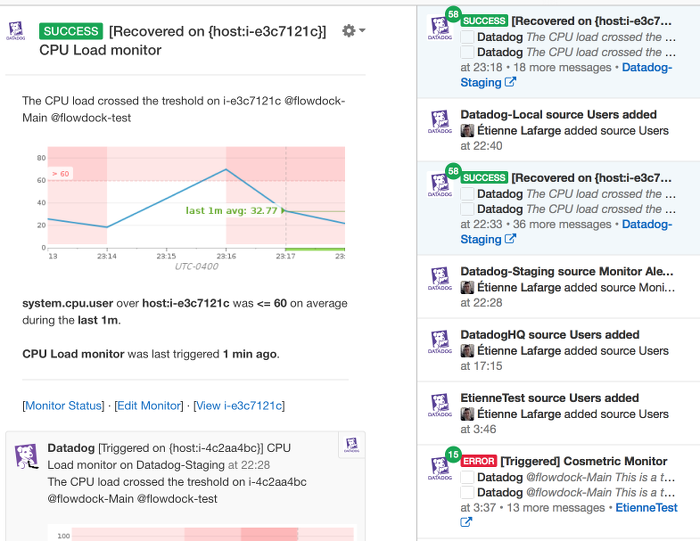 SUCCESS [Recovered on {host:i-e3c7121c}]
CPU Load monitor
The CPU load crossed the treshold on i-e3c7121c @flowdock-
Main @flowdock-test
80
> 60
60
40
last 1m avg: 32.77
20
0
13 23:14 23:15 23:16 23:17 23:
UTC-0400
system.cpu.user over host:i-e3c7121c was <= 60 on average
during the last 1m.
CPU Load monitor was last triggered 1 min ago.
[Monitor Status] · [Edit Monitor] · [View i-e3c7121c]
Datadog [Triggered on {host:i-4c2aa4bc}] CPU
Load monitor on Datadog-Staging at 22:28
The CPU load crossed the treshold on i-4c2aa4bc
@flowdock-Main @flowdock-test
100
DATADOG
58
SUCCESS [Recovered on {host:i-e3c7...
Datadog The CPU load crossed the ...
Datadog The CPU load crossed the ...
at 23:18 • 18 more messages • Datadog-
Staging
DATADOG
Datadog-Local source Users added
Étienne Lafarge added source Users
at 22:40
DATADOG
58
SUCCESS [Recovered on {host:i-e3c7...
Datadog The CPU load crossed the ...
Datadog The CPU load crossed the ...
at 22:33 • 36 more messages • Datadog-
Staging
DATADOG
Datadog-Staging source Monitor Ale...
Étienne Lafarge added source Moni...
at 22:28
DATADOG
DatadogHQ source Users added
Étienne Lafarge added source Users
at 17:15
DATADOG
EtienneTest source Users added
Étienne Lafarge added source Users
at 3:46
DATADOG
15
ERROR [Triggered] Cosmetric Monitor
Datadog @flowdock-Main This is a t...
Datadog @flowdock-Main This is a t...
at 3:37 • 13 more messages • EtienneTest